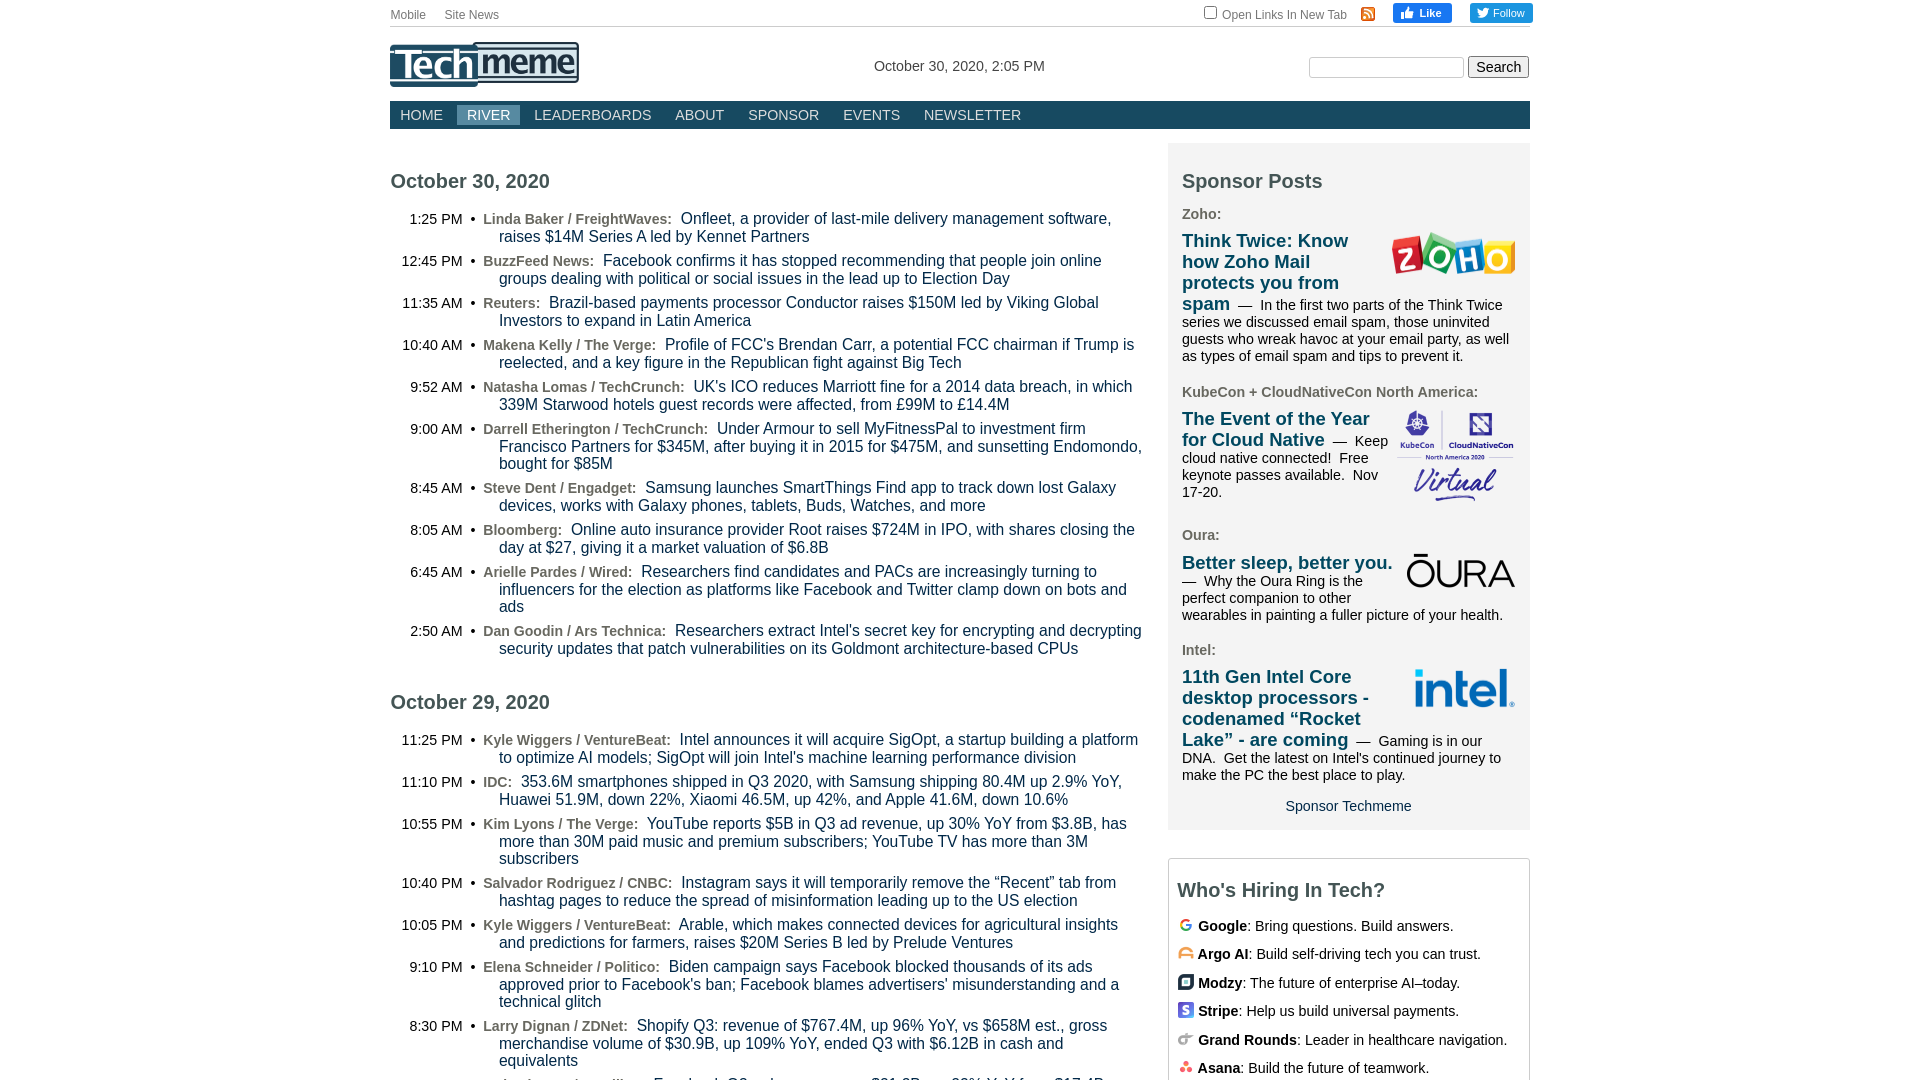 Mobile Site News Open Links In New Tab Like Follow
Techmeme
October 30, 2020, 2:05 PM
Search
HOME RIVER LEADERBOARDS ABOUT SPONSOR EVENTS NEWSLETTER
October 30, 2020
1:25 PM • Linda Baker / FreightWaves: Onfleet, a provider of last-mile delivery management software,
raises $14M Series A led by Kennet Partners
12:45 PM • BuzzFeed News: Facebook confirms it has stopped recommending that people join online
groups dealing with political or social issues in the lead up to Election Day
11:35 AM • Reuters: Brazil-based payments processor Conductor raises $150M led by Viking Global
Investors to expand in Latin America
10:40 AM • Makena Kelly / The Verge: Profile of FCC's Brendan Carr, a potential FCC chairman if Trump is
reelected, and a key figure in the Republican fight against Big Tech
9:52 AM • Natasha Lomas / TechCrunch: UK's ICO reduces Marriott fine for a 2014 data breach, in which
339M Starwood hotels guest records were affected, from £99M to £14.4M
9:00 AM • Darrell Etherington / TechCrunch: Under Armour to sell MyFitnessPal to investment firm
Francisco Partners for $345M, after buying it in 2015 for $475M, and sunsetting Endomondo,
bought for $85M
8:45 AM • Steve Dent / Engadget: Samsung launches SmartThings Find app to track down lost Galaxy
devices, works with Galaxy phones, tablets, Buds, Watches, and more
8:05 AM • Bloomberg: Online auto insurance provider Root raises $724M in IPO, with shares closing the
day at $27, giving it a market valuation of $6.8B
6:45 AM • Arielle Pardes / Wired: Researchers find candidates and PACs are increasingly turning to
influencers for the election as platforms like Facebook and Twitter clamp down on bots and
ads
2:50 AM • Dan Goodin / Ars Technica: Researchers extract Intel's secret key for encrypting and decrypting
security updates that patch vulnerabilities on its Goldmont architecture-based CPUs
October 29, 2020
11:25 PM • Kyle Wiggers / VentureBeat: Intel announces it will acquire SigOpt, a startup building a platform
to optimize AI models; SigOpt will join Intel's machine learning performance division
11:10 PM • IDC: 353.6M smartphones shipped in Q3 2020, with Samsung shipping 80.4M up 2.9% YoY,
Huawei 51.9M, down 22%, Xiaomi 46.5M, up 42%, and Apple 41.6M, down 10.6%
10:55 PM • Kim Lyons / The Verge: YouTube reports $5B in Q3 ad revenue, up 30% YoY from $3.8B, has
more than 30M paid music and premium subscribers; YouTube TV has more than 3M
subscribers
10:40 PM • Salvador Rodriguez / CNBC: Instagram says it will temporarily remove the “Recent” tab from
hashtag pages to reduce the spread of misinformation leading up to the US election
10:05 PM • Kyle Wiggers / VentureBeat: Arable, which makes connected devices for agricultural insights
and predictions for farmers, raises $20M Series B led by Prelude Ventures
9:10 PM • Elena Schneider / Politico: Biden campaign says Facebook blocked thousands of its ads
approved prior to Facebook's ban; Facebook blames advertisers' misunderstanding and a
technical glitch
8:30 PM • Larry Dignan / ZDNet: Shopify Q3: revenue of $767.4M, up 96% YoY, vs $658M est., gross
merchandise volume of $30.9B, up 109% YoY, ended Q3 with $6.12B in cash and
equivalents
Sponsor Posts
Zoho:
Think Twice: Know
how Zoho Mail
protects you from
spam — In the first two parts of the Think Twice
series we discussed email spam, those uninvited
guests who wreak havoc at your email party, as well
as types of email spam and tips to prevent it.
ZOHO
KubeCon + CloudNativeCon North America:
The Event of the Year
for Cloud Native — Keep
cloud native connected! Free
keynote passes available. Nov
17-20.
KubeCon CloudNativeCon
North America 2020
Virtual
Oura:
Better sleep, better you.
— Why the Oura Ring is the
perfect companion to other
wearables in painting a fuller picture of your health.
ŌURA
Intel:
11th Gen Intel Core
desktop processors -
codenamed “Rocket
Lake” - are coming — Gaming is in our
DNA. Get the latest on Intel's continued journey to
make the PC the best place to play.
intel®
Sponsor Techmeme
Who's Hiring In Tech?
Google: Bring questions. Build answers.
Argo AI: Build self-driving tech you can trust.
Modzy: The future of enterprise AI–today.
Stripe: Help us build universal payments.
Grand Rounds: Leader in healthcare navigation.
Asana: Build the future of teamwork.